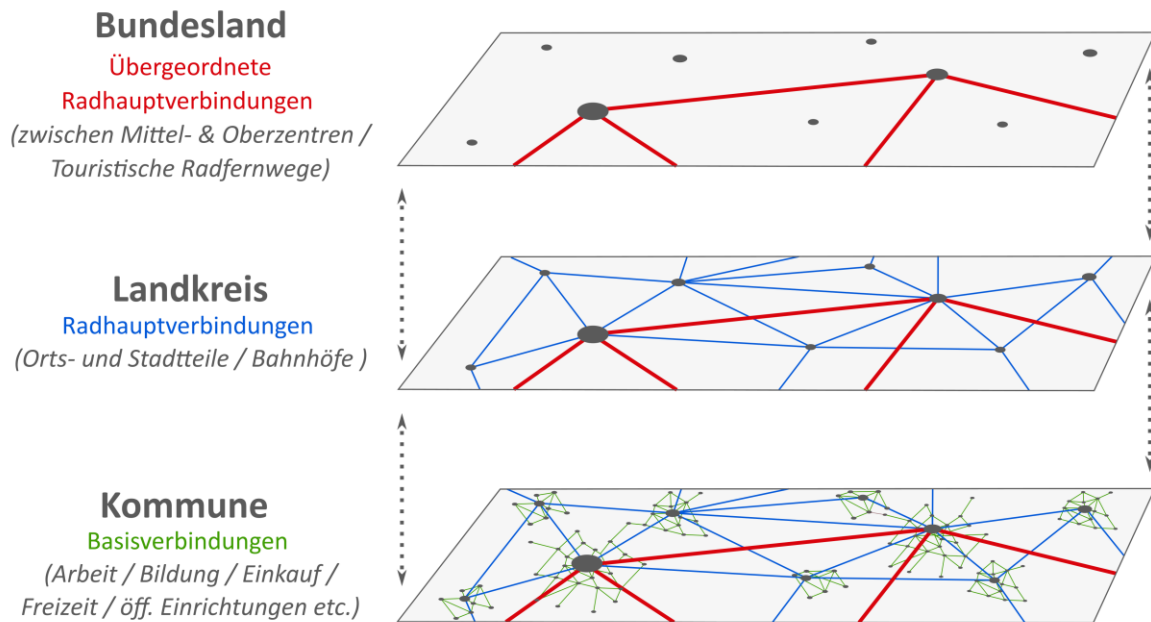 Bundesland
Übergeordnete
Radhauptverbindungen
(zwischen Mittel- & Oberzentren /
Touristische Radfernwege)
Landkreis
Radhauptverbindungen
(Orts- und Stadtteile / Bahnhöfe )
Kommune
Basisverbindungen
(Arbeit / Bildung / Einkauf /
Freizeit / öff. Einrichtungen etc.)